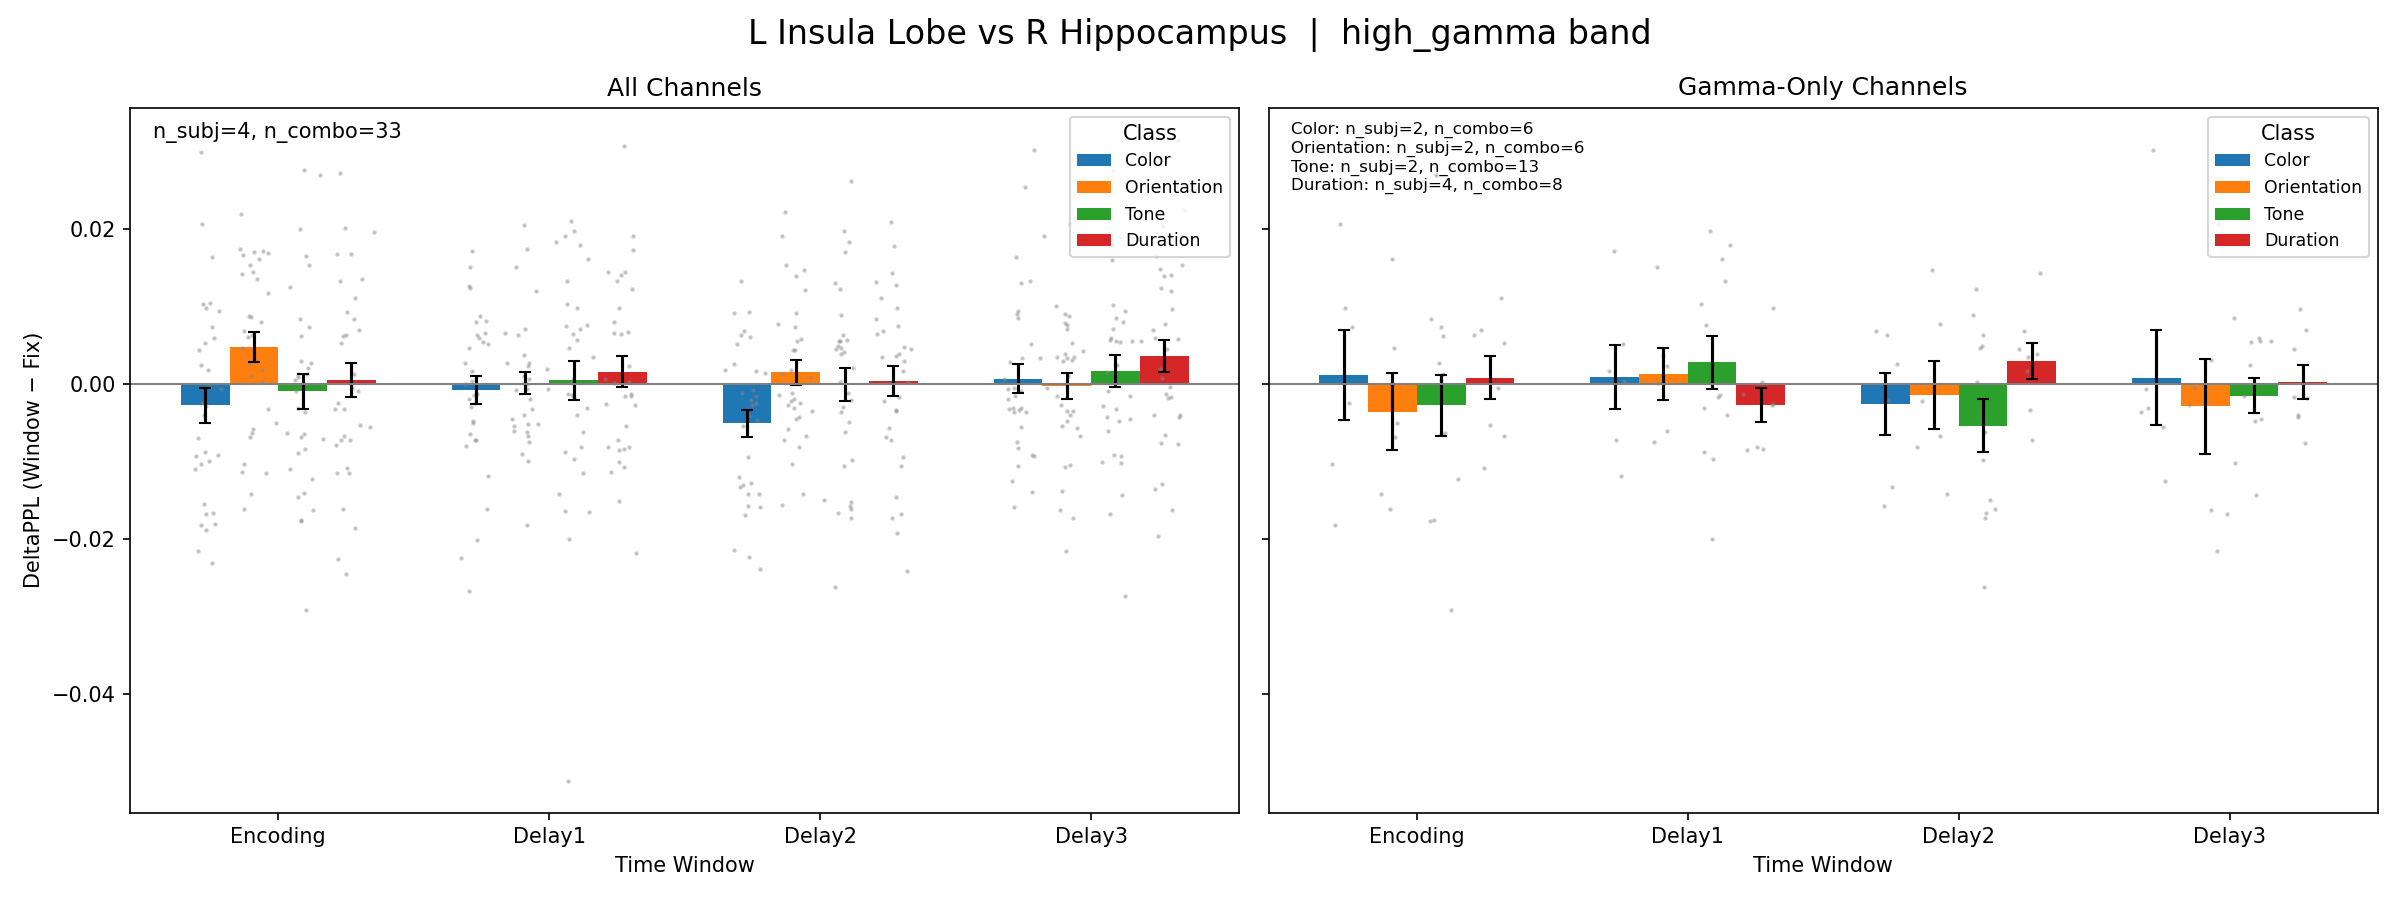 L Insula Lobe vs R Hippocampus | high_gamma band
All Channels
n_subj=4, n_combo=33
Class
Color
Orientation
Tone
Duration
DeltaPPL (Window − Fix)
0.02
0.00
−0.02
−0.04
Encoding
Delay1
Delay2
Delay3
Time Window
Gamma-Only Channels
Color: n_subj=2, n_combo=6
Orientation: n_subj=2, n_combo=6
Tone: n_subj=2, n_combo=13
Duration: n_subj=4, n_combo=8
Class
Color
Orientation
Tone
Duration
Encoding
Delay1
Delay2
Delay3
Time Window